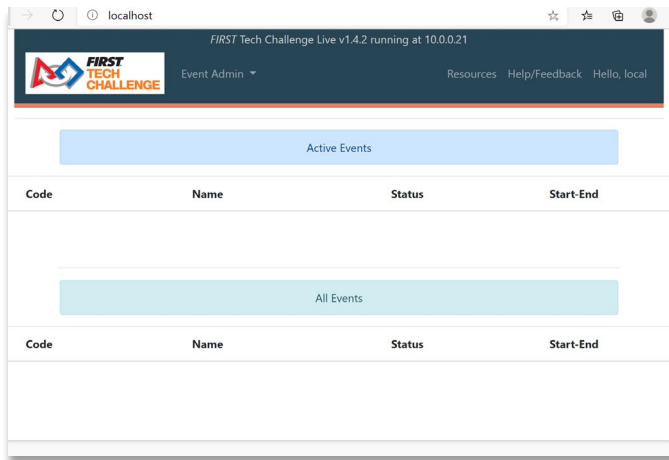 localhost
FIRST Tech Challenge Live v1.4.2 running at 10.0.0.21
FIRST
TECH
CHALLENGE
Event Admin
Resources Help/Feedback Hello, local
Active Events
Code Name Status Start-End
All Events
Code Name Status Start-End